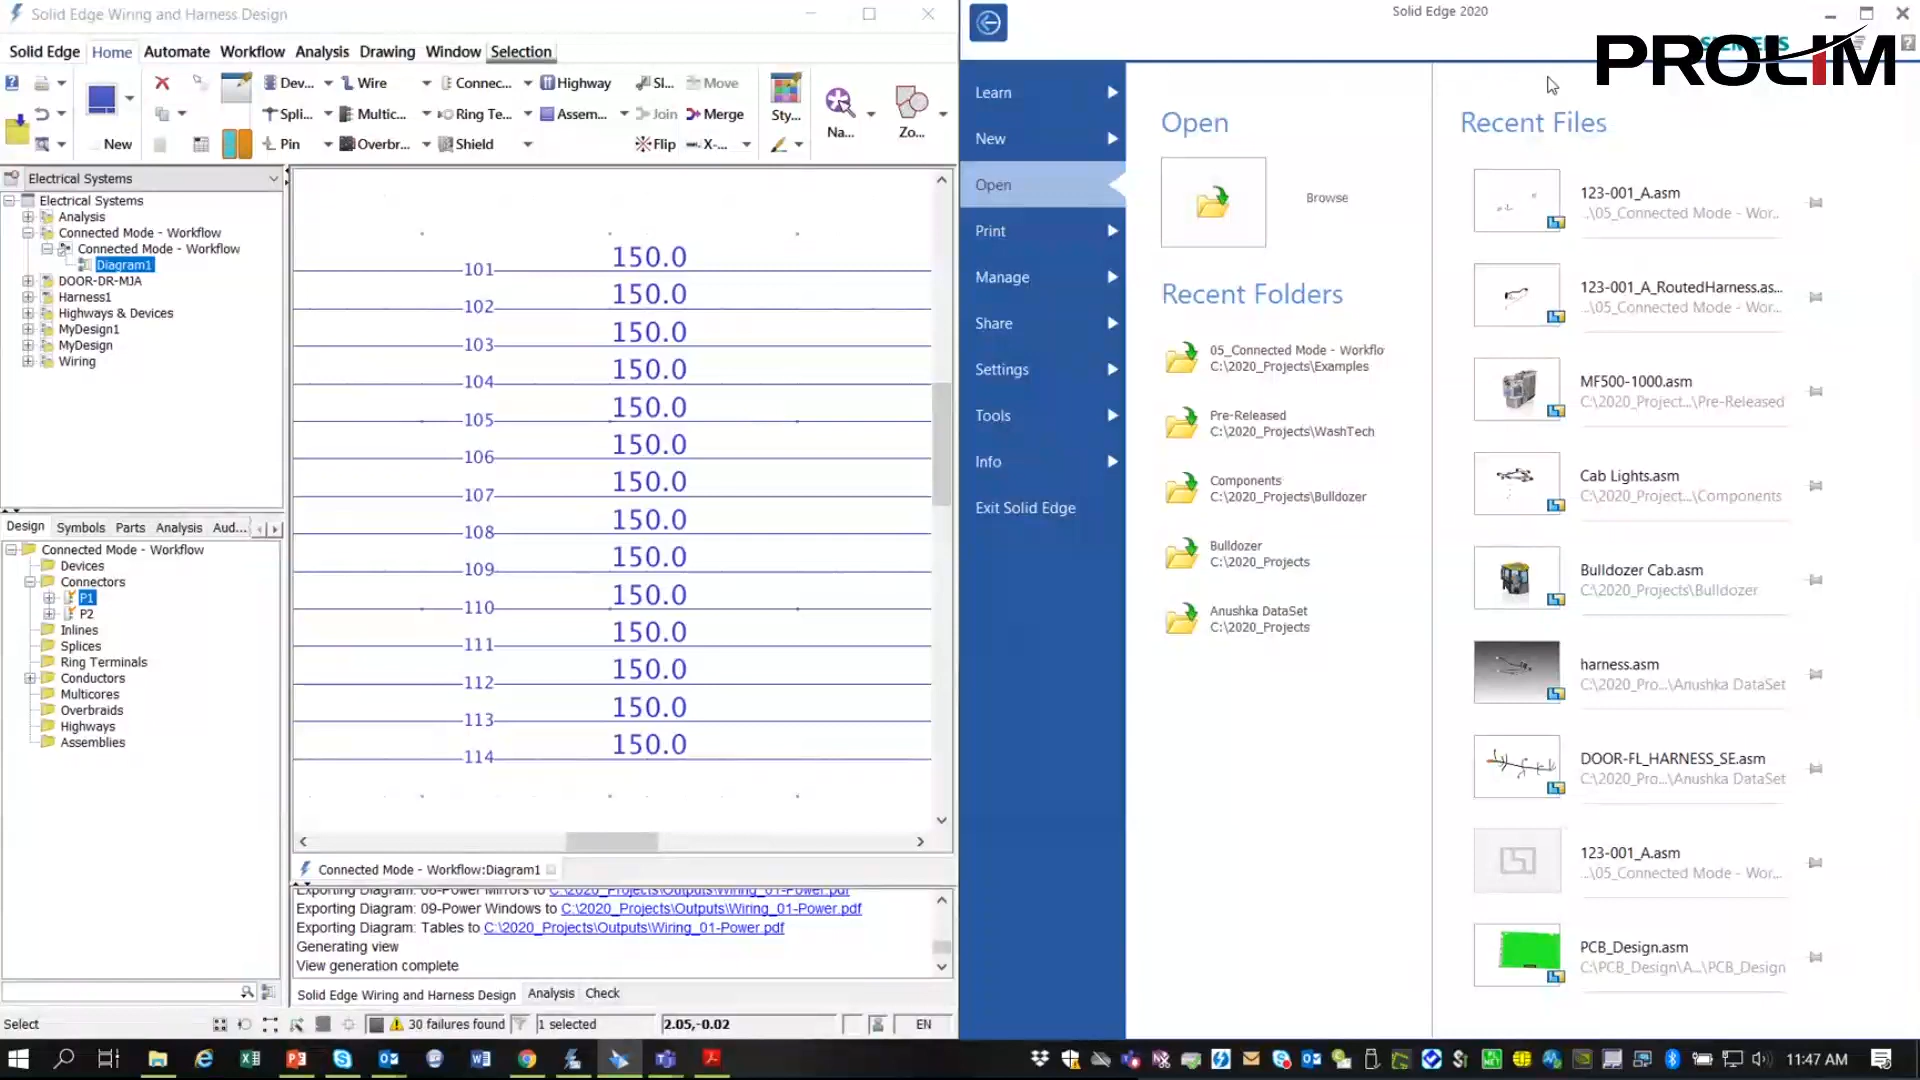 Solid Edge Wiring and Harness Design
Solid Edge Home Automate Workflow Analysis Drawing Window Selection
Dev... Wire Connec... Highway Sl... Move
Spli... Multic... Ring Te... Assem... Join Merge Sty... Na... Zo...
New Pin Overbr... Shield Flip X-...
Electrical Systems
Electrical Systems
Analysis
Connected Mode - Workflow
Connected Mode - Workflow
Diagram1
DOOR-DR-MJA
Harness1
Highways & Devices
MyDesign1
MyDesign
Wiring
Design Symbols Parts Analysis Aud...
Connected Mode - Workflow
Devices
Connectors
P1
P2
Inlines
Splices
Ring Terminals
Conductors
Multicores
Overbraids
Highways
Assemblies
101 150.0
102 150.0
103 150.0
104 150.0
105 150.0
106 150.0
107 150.0
108 150.0
109 150.0
110 150.0
111 150.0
112 150.0
113 150.0
114 150.0
Connected Mode - Workflow:Diagram1
Exporting Diagram: 08-Power Mirrors to C:\2020_Projects\Outputs\Wiring_01-Power.pdf
Exporting Diagram: 09-Power Windows to C:\2020_Projects\Outputs\Wiring_01-Power.pdf
Exporting Diagram: Tables to C:\2020_Projects\Outputs\Wiring_01-Power.pdf
Generating view
View generation complete
Solid Edge Wiring and Harness Design Analysis Check
Select 30 failures found 1 selected 2.05,-0.02 EN
Solid Edge 2020
SIEMENS
PROLIM
Learn
New
Open
Print
Manage
Share
Settings
Tools
Info
Exit Solid Edge
Open
Browse
Recent Folders
05_Connected Mode - Workflo
C:\2020_Projects\Examples
Pre-Released
C:\2020_Projects\WashTech
Components
C:\2020_Projects\Bulldozer
Bulldozer
C:\2020_Projects
Anushka DataSet
C:\2020_Projects
Recent Files
123-001_A.asm
..\05_Connected Mode - Wor..
123-001_A_RoutedHarness.as...
..\05_Connected Mode - Wor...
MF500-1000.asm
C:\2020_Project...\Pre-Released
Cab Lights.asm
C:\2020_Project...\Components
Bulldozer Cab.asm
C:\2020_Projects\Bulldozer
harness.asm
C:\2020_Pro...\Anushka DataSet
DOOR-FL_HARNESS_SE.asm
C:\2020_Pro...\Anushka DataSet
123-001_A.asm
..\05_Connected Mode - Wor...
PCB_Design.asm
C:\PCB_Design\A...\PCB_Design
11:47 AM